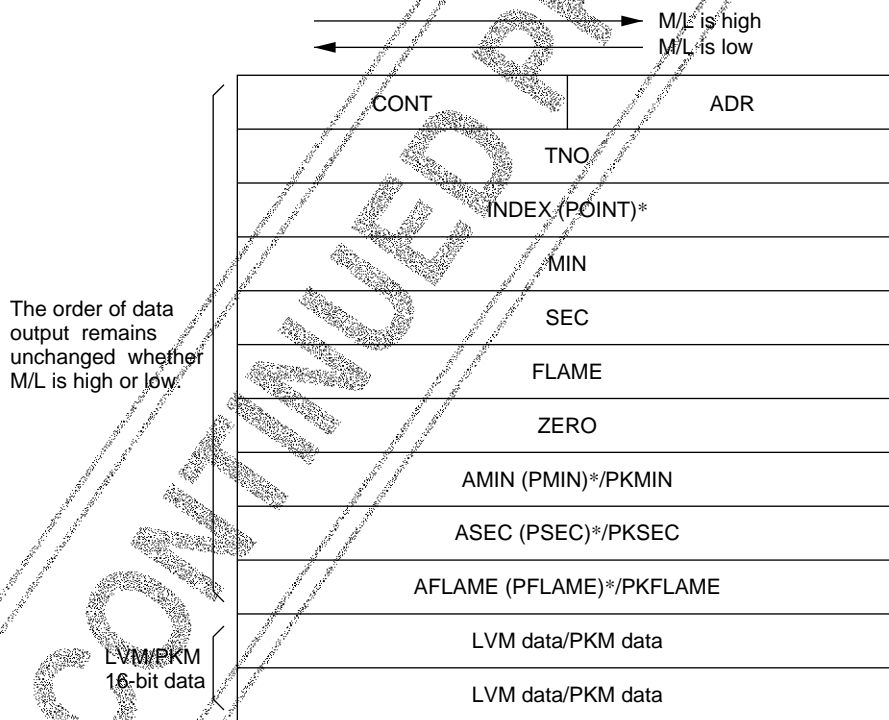 M/L is high
M/L is low
CONT ADR
TNO
INDEX (POINT)*
MIN
SEC
FLAME
ZERO
AMIN (PMIN)*/PKMIN
ASEC (PSEC)*/PKSEC
AFLAME (PFLAME)*/PKFLAME
LVM data/PKM data
LVM data/PKM data
The order of data
output remains
unchanged whether
M/L is high or low.
LVM/PKM
16-bit data
CONTINUED